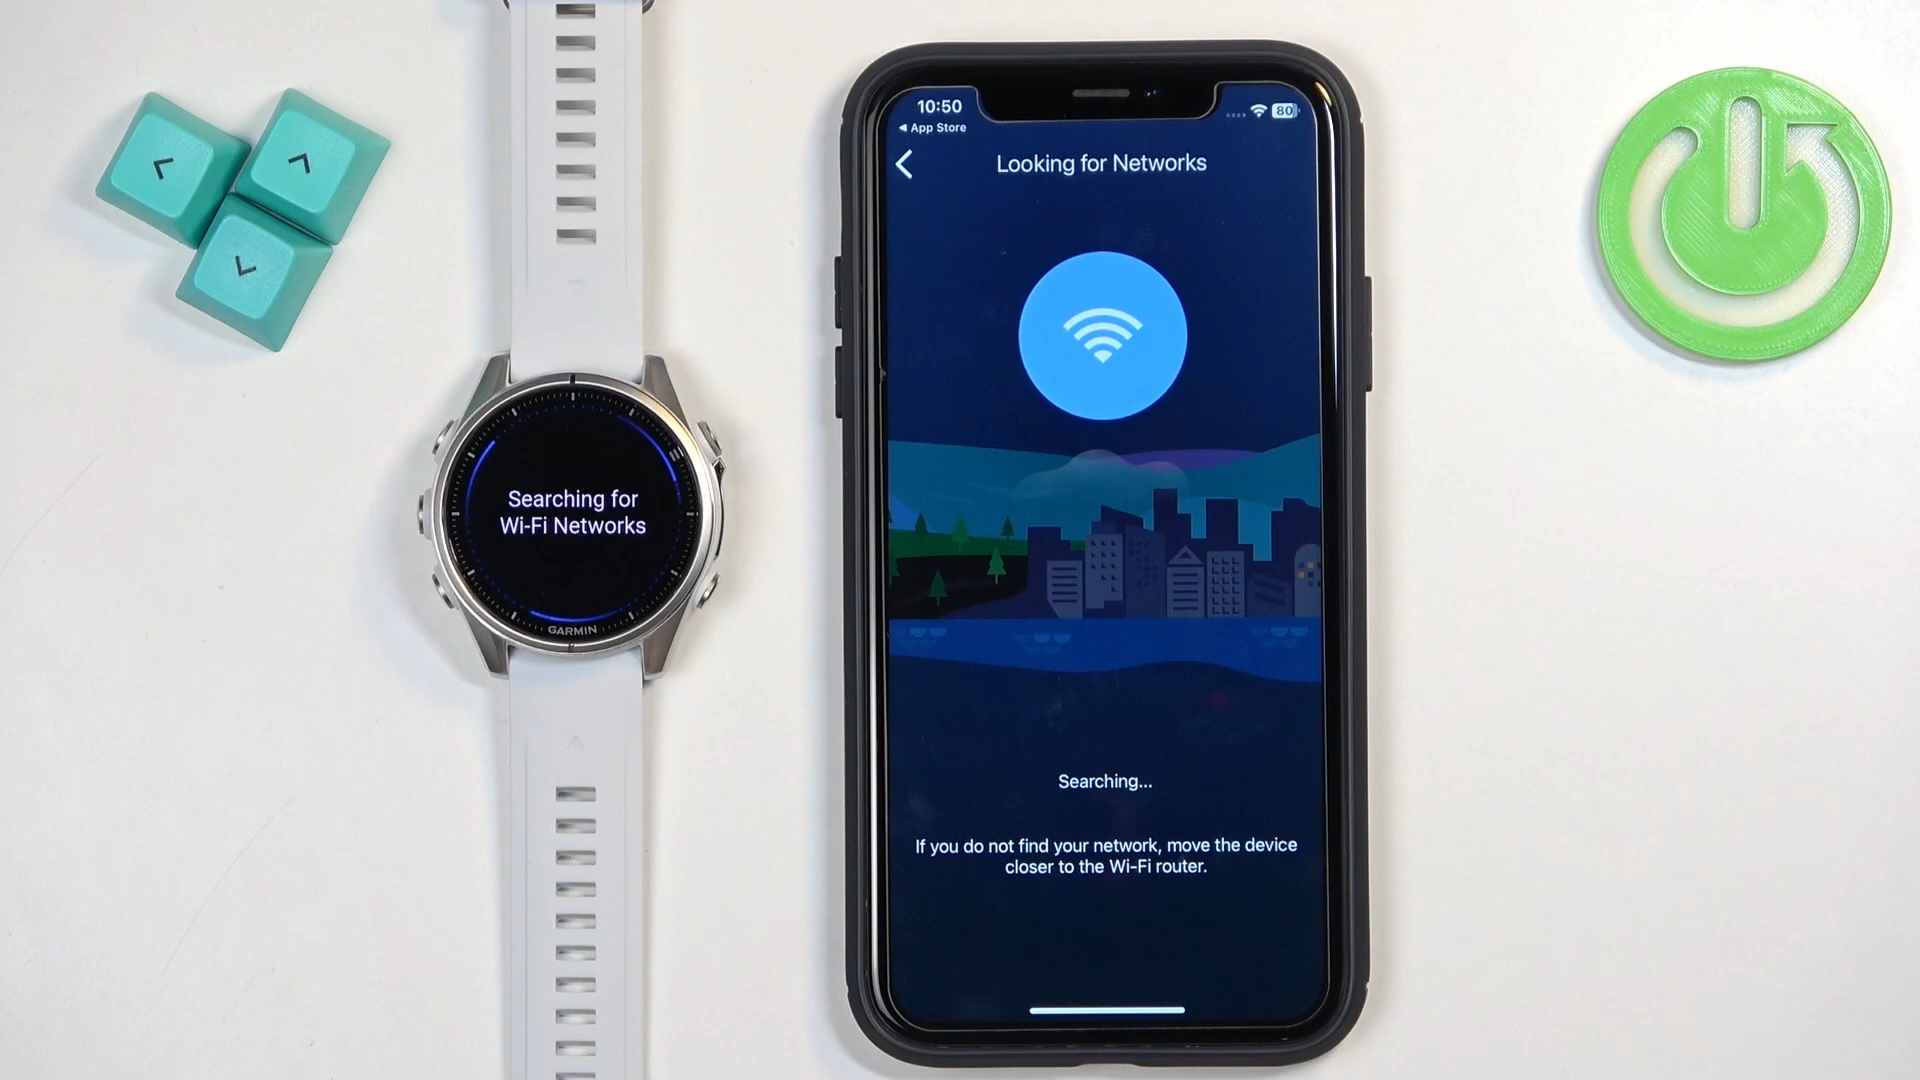 Searching for
Wi-Fi Networks
GARMIN
10:50
80
App Store
Looking for Networks
Searching...
If you do not find your network, move the device
closer to the Wi-Fi router.